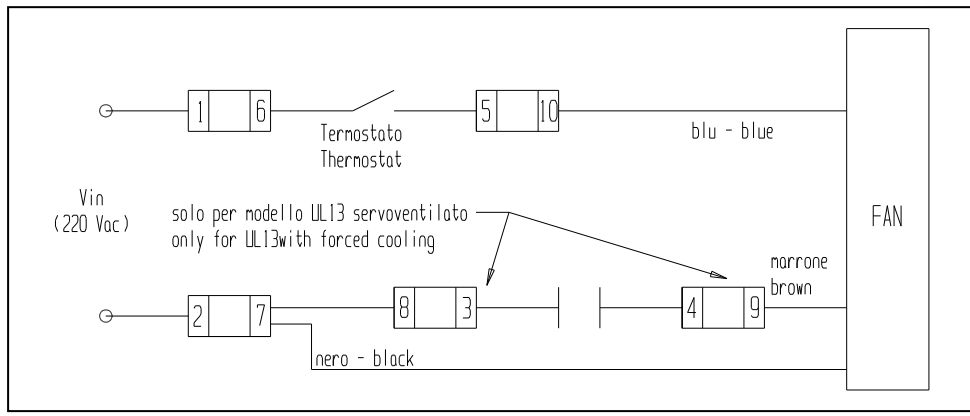 1 6 5 10
Termostato
Thermostat
blu - blue
Vin
(220 Vac)
solo per modello UL13 servoventilato
only for UL13with forced cooling
FAN
marrone
brown
2 7 8 3 4 9
nero - black